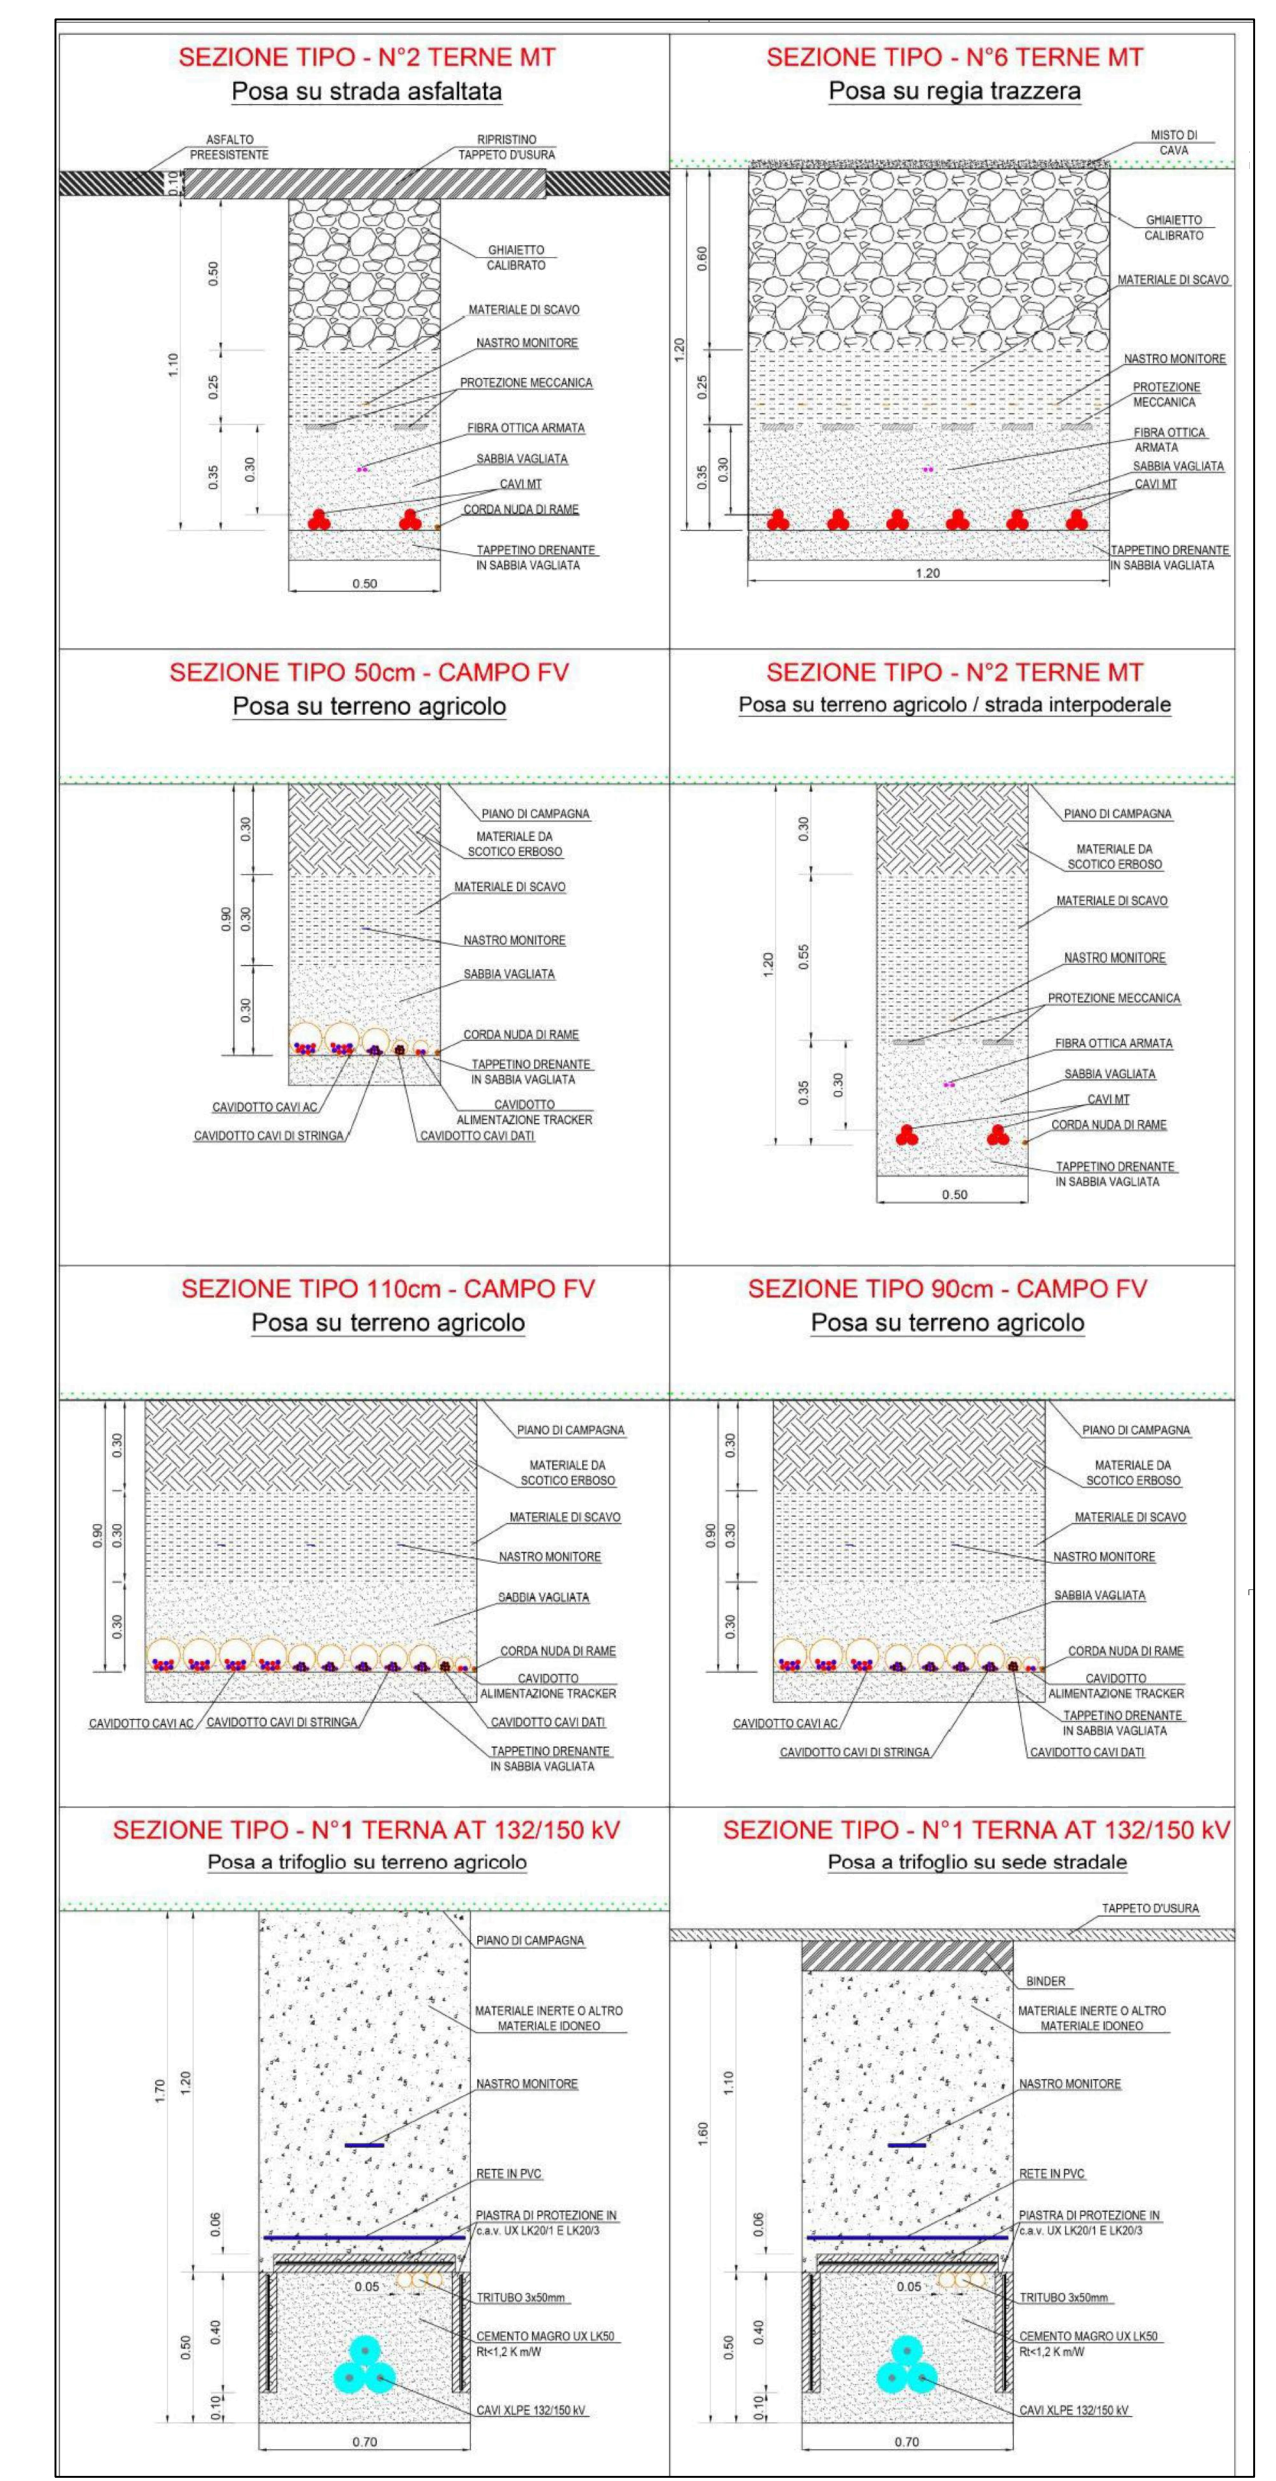 SEZIONE TIPO - N°2 TERNE MT
Posa su strada asfaltata
ASFALTO
PREESISTENTE
RIPRISTINO
TAPPETO D'USURA
0.10
0.50
1.10
0.25
0.35
0.30
GHIAIETTO
CALIBRATO
MATERIALE DI SCAVO
NASTRO MONITORE
PROTEZIONE MECCANICA
FIBRA OTTICA ARMATA
SABBIA VAGLIATA
CAVI MT
CORDA NUDA DI RAME
TAPPETINO DRENANTE
IN SABBIA VAGLIATA
0.50
SEZIONE TIPO - N°6 TERNE MT
Posa su regia trazzera
MISTO DI
CAVA
0.60
1.20
0.25
0.35
0.30
GHIAIETTO
CALIBRATO
MATERIALE DI SCAVO
NASTRO MONITORE
PROTEZIONE
MECCANICA
FIBRA OTTICA
ARMATA
SABBIA VAGLIATA
CAVI MT
TAPPETINO DRENANTE
IN SABBIA VAGLIATA
1.20
SEZIONE TIPO 50cm - CAMPO FV
Posa su terreno agricolo
0.30
0.90
0.30
0.30
PIANO DI CAMPAGNA
MATERIALE DA
SCOTICO ERBOSO
MATERIALE DI SCAVO
NASTRO MONITORE
SABBIA VAGLIATA
CORDA NUDA DI RAME
TAPPETINO DRENANTE
IN SABBIA VAGLIATA
CAVIDOTTO CAVI AC
CAVIDOTTO
ALIMENTAZIONE TRACKER
CAVIDOTTO CAVI DI STRINGA
CAVIDOTTO CAVI DATI
SEZIONE TIPO - N°2 TERNE MT
Posa su terreno agricolo / strada interpoderale
0.30
0.55
1.20
0.35
0.30
PIANO DI CAMPAGNA
MATERIALE DA
SCOTICO ERBOSO
MATERIALE DI SCAVO
NASTRO MONITORE
PROTEZIONE MECCANICA
FIBRA OTTICA ARMATA
SABBIA VAGLIATA
CAVI MT
CORDA NUDA DI RAME
TAPPETINO DRENANTE
IN SABBIA VAGLIATA
0.50
SEZIONE TIPO 110cm - CAMPO FV
Posa su terreno agricolo
0.30
0.90
0.30
0.30
PIANO DI CAMPAGNA
MATERIALE DA
SCOTICO ERBOSO
MATERIALE DI SCAVO
NASTRO MONITORE
SABBIA VAGLIATA
CORDA NUDA DI RAME
CAVIDOTTO
ALIMENTAZIONE TRACKER
CAVIDOTTO CAVI AC
CAVIDOTTO CAVI DI STRINGA
CAVIDOTTO CAVI DATI
TAPPETINO DRENANTE
IN SABBIA VAGLIATA
SEZIONE TIPO 90cm - CAMPO FV
Posa su terreno agricolo
0.30
0.90
0.30
0.30
PIANO DI CAMPAGNA
MATERIALE DA
SCOTICO ERBOSO
MATERIALE DI SCAVO
NASTRO MONITORE
SABBIA VAGLIATA
CORDA NUDA DI RAME
CAVIDOTTO
ALIMENTAZIONE TRACKER
TAPPETINO DRENANTE
IN SABBIA VAGLIATA
CAVIDOTTO CAVI AC
CAVIDOTTO CAVI DI STRINGA
CAVIDOTTO CAVI DATI
SEZIONE TIPO - N°1 TERNA AT 132/150 kV
Posa a trifoglio su terreno agricolo
PIANO DI CAMPAGNA
MATERIALE INERTE O ALTRO
MATERIALE IDONEO
1.70
1.20
NASTRO MONITORE
RETE IN PVC
0.06
PIASTRA DI PROTEZIONE IN
c.a.v. UX LK20/1 E LK20/3
0.05
TRITUBO 3x50mm
0.50
0.40
CEMENTO MAGRO UX LK50
Rt<1,2 K m/W
0.10
CAVI XLPE 132/150 kV
0.70
SEZIONE TIPO - N°1 TERNA AT 132/150 kV
Posa a trifoglio su sede stradale
TAPPETO D'USURA
BINDER
MATERIALE INERTE O ALTRO
MATERIALE IDONEO
1.60
1.10
NASTRO MONITORE
RETE IN PVC
0.06
PIASTRA DI PROTEZIONE IN
c.a.v. UX LK20/1 E LK20/3
0.05
TRITUBO 3x50mm
0.50
0.40
CEMENTO MAGRO UX LK50
Rt<1,2 K m/W
0.10
CAVI XLPE 132/150 kV
0.70